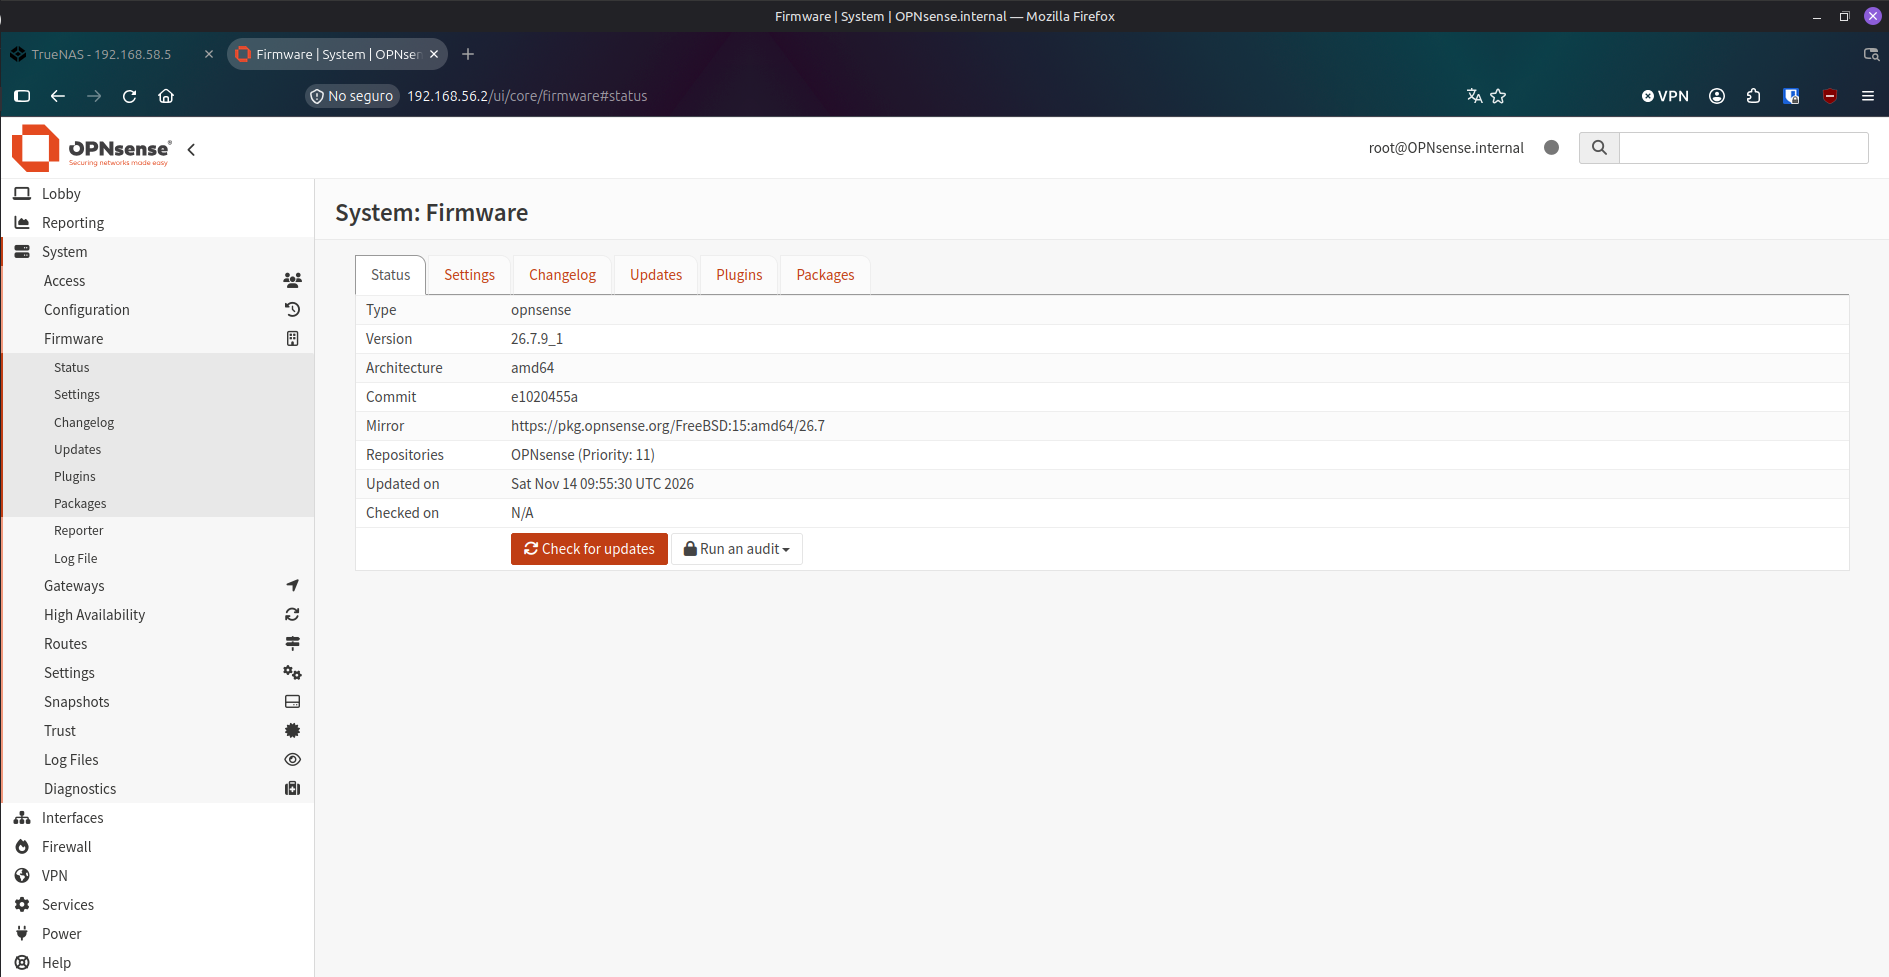 Firmware | System | OPNsense.internal — Mozilla Firefox
TrueNAS - 192.168.58.5
Firmware | System | OPNsen
No seguro 192.168.56.2/ui/core/firmware#status
VPN
OPNsense®
Securing networks made easy
root@OPNsense.internal
Lobby
Reporting
System
Access
Configuration
Firmware
Status
Settings
Changelog
Updates
Plugins
Packages
Reporter
Log File
Gateways
High Availability
Routes
Settings
Snapshots
Trust
Log Files
Diagnostics
Interfaces
Firewall
VPN
Services
Power
Help
System: Firmware
Status Settings Changelog Updates Plugins Packages
Type opnsense
Version 26.7.9_1
Architecture amd64
Commit e1020455a
Mirror https://pkg.opnsense.org/FreeBSD:15:amd64/26.7
Repositories OPNsense (Priority: 11)
Updated on Sat Nov 14 09:55:30 UTC 2026
Checked on N/A
Check for updates Run an audit